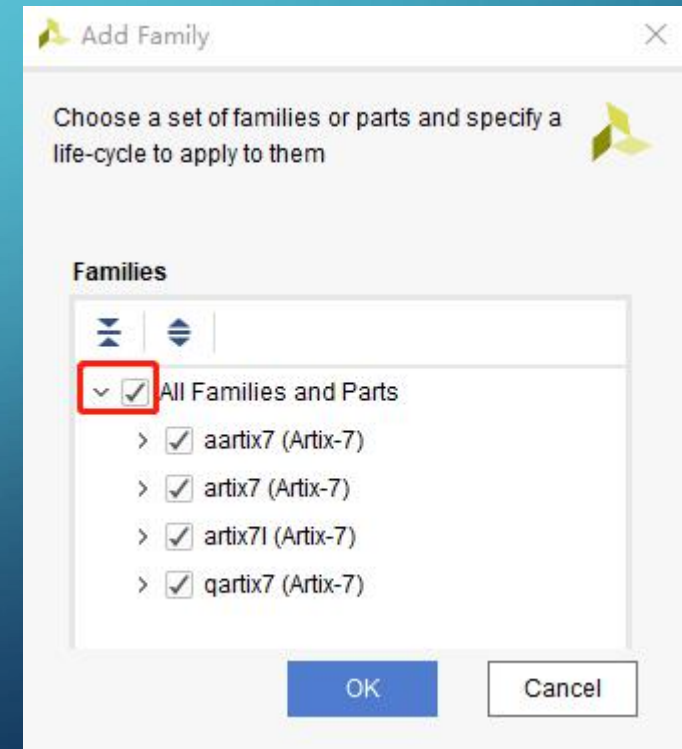 Add Family
Choose a set of families or parts and specify a
life-cycle to apply to them
Families
All Families and Parts
aartix7 (Artix-7)
artix7 (Artix-7)
artix7l (Artix-7)
qartix7 (Artix-7)
OK
Cancel